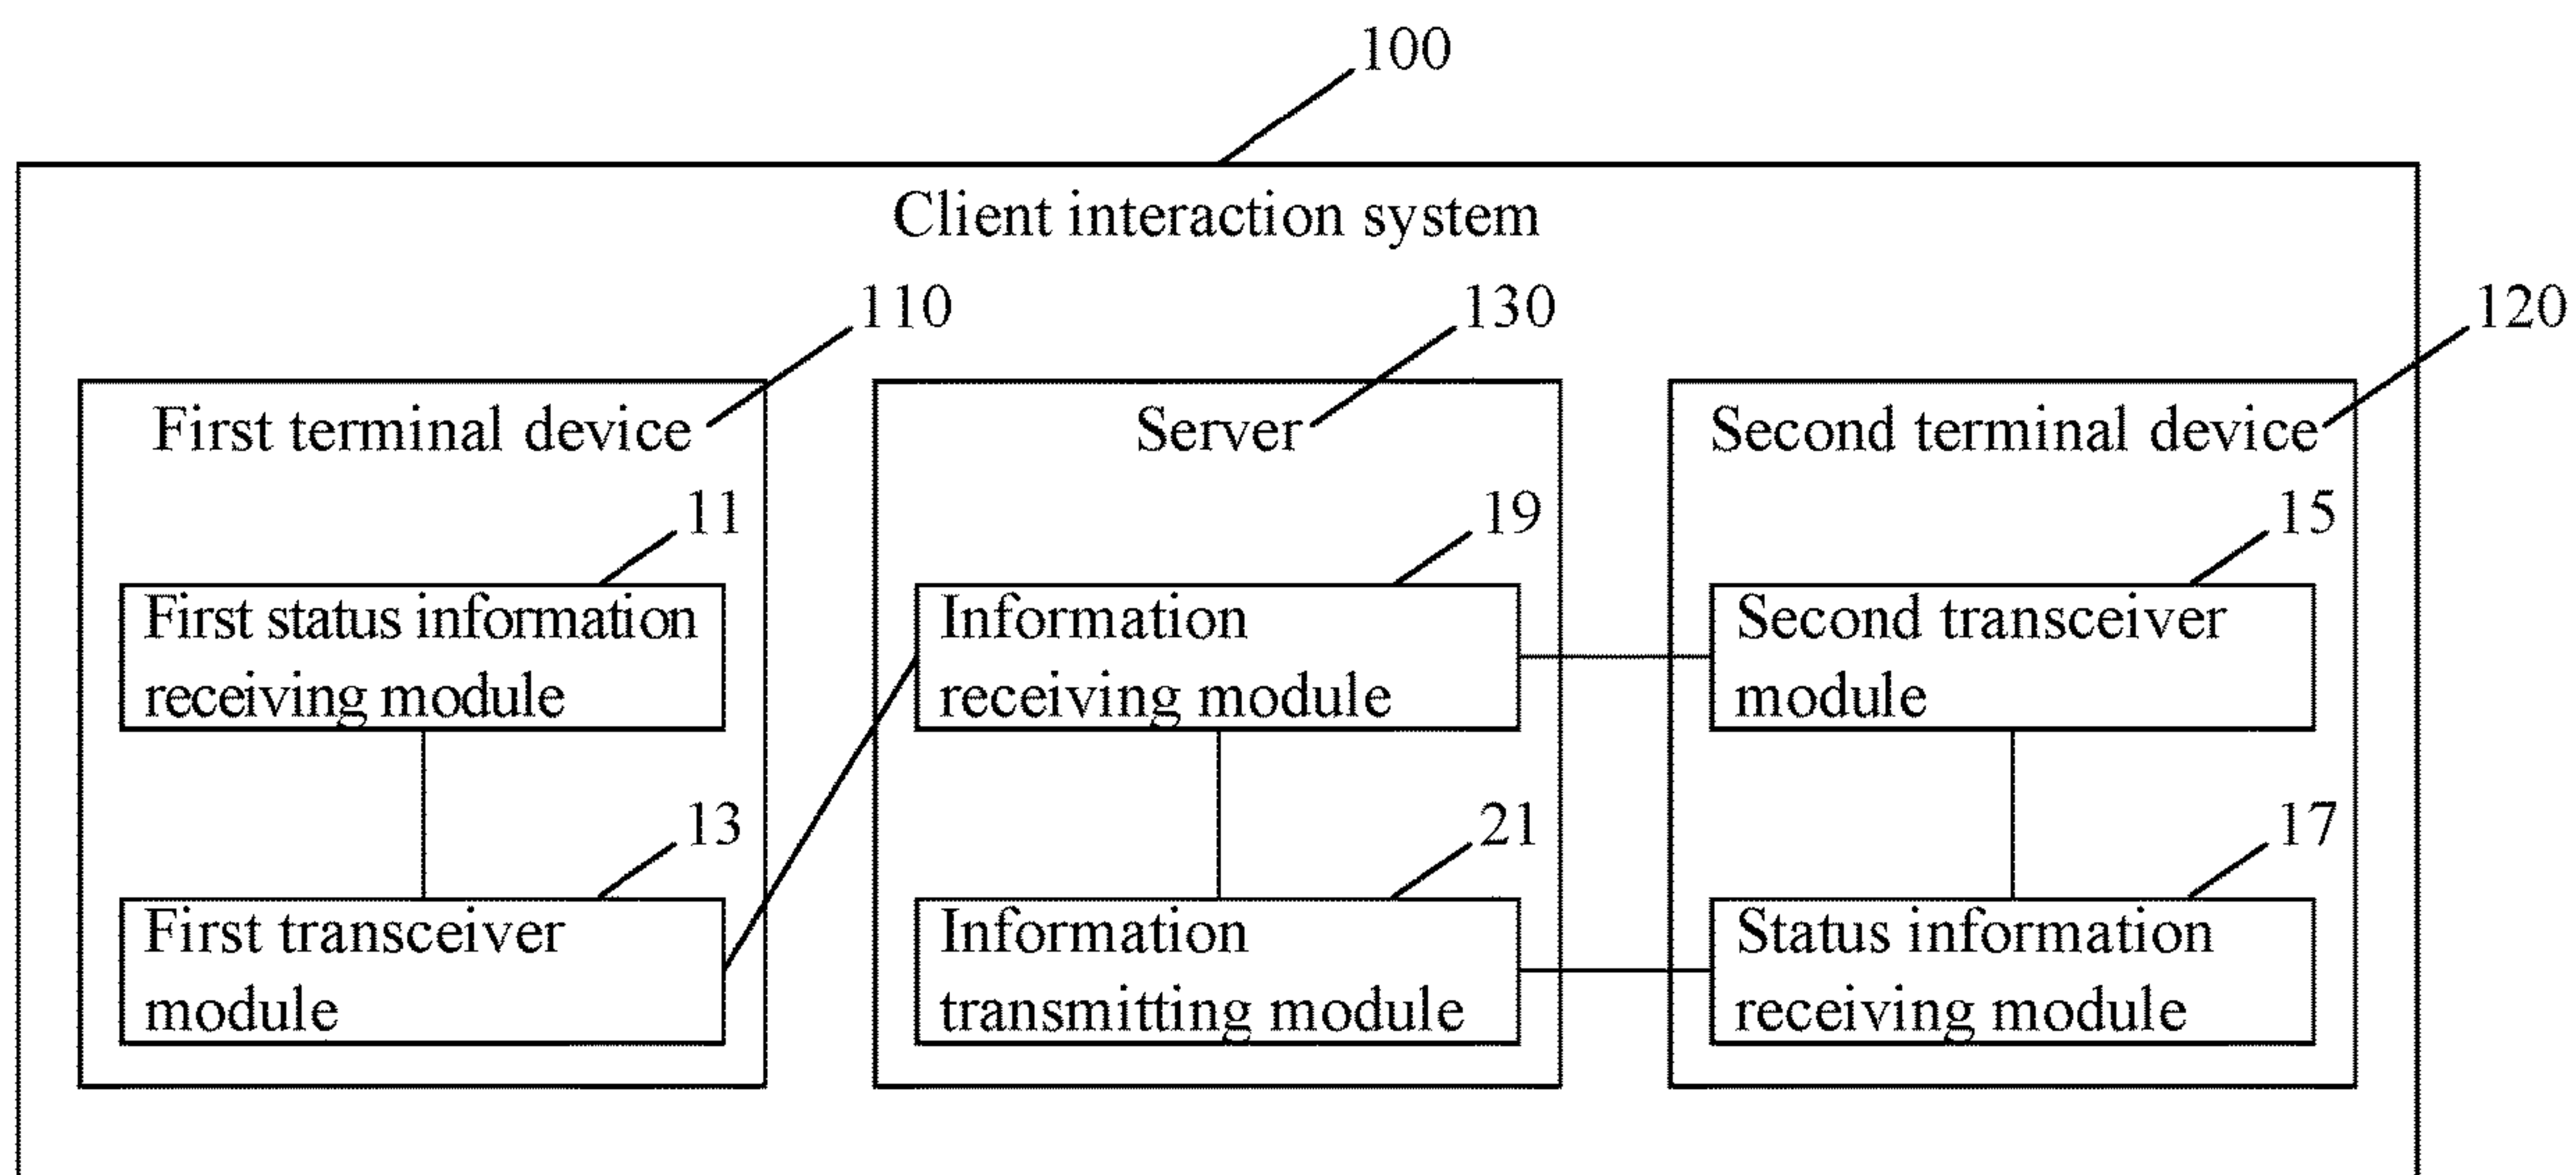 100
Client interaction system
110
130
120
First terminal device
Server
Second terminal device
11
19
15
First status information
receiving module
Information
receiving module
Second transceiver
module
13
21
17
First transceiver
module
Information
transmitting module
Status information
receiving module